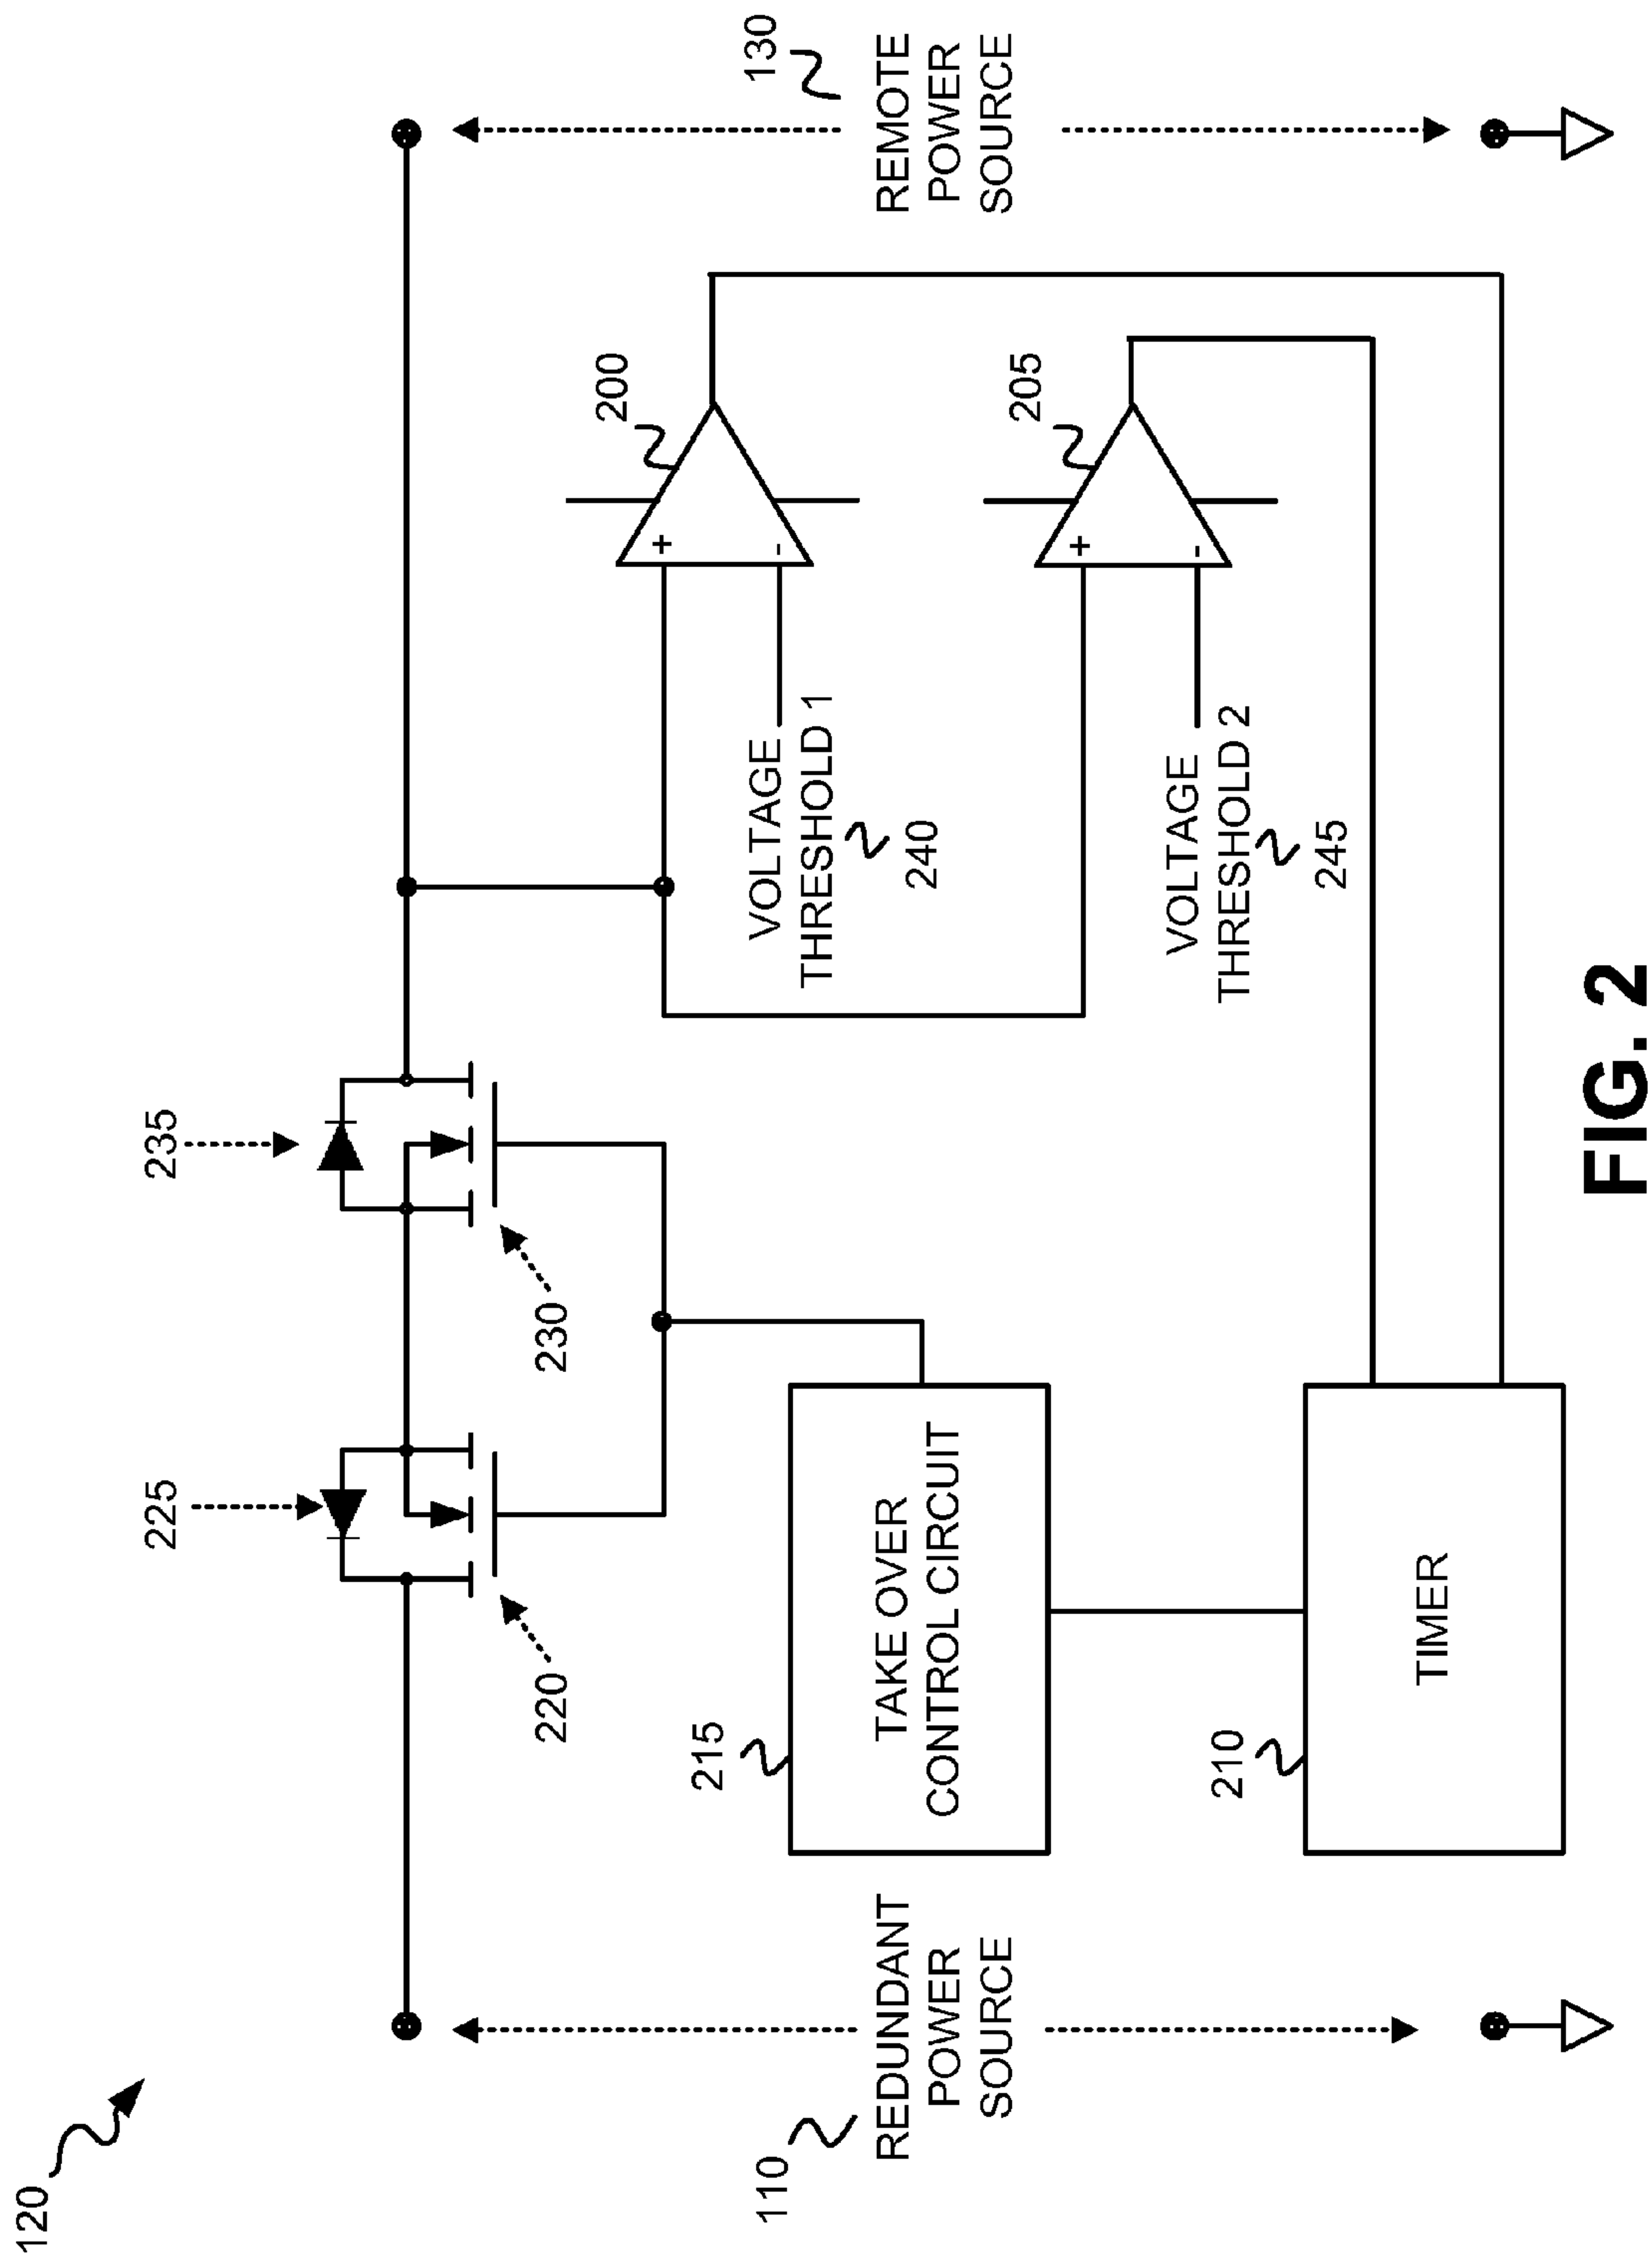 120
225
235
220
230
110
REDUNDANT
POWER
SOURCE
215
TAKE OVER
CONTROL CIRCUIT
210
TIMER
200
+
-
VOLTAGE
THRESHOLD 1
240
205
+
-
VOLTAGE
THRESHOLD 2
245
130
REMOTE
POWER
SOURCE
FIG. 2